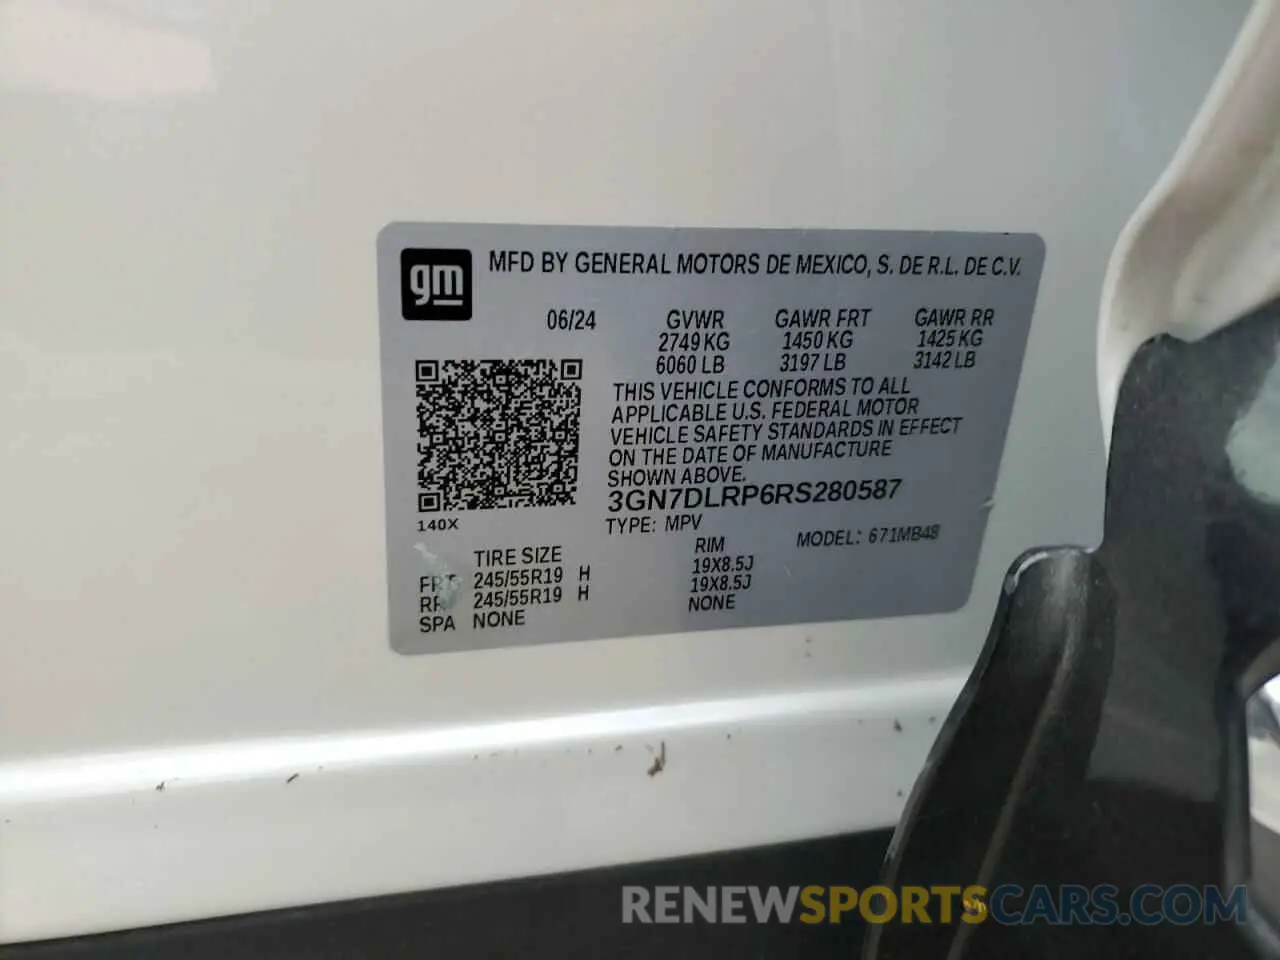 gm MFD BY GENERAL MOTORS DE MEXICO, S. DE R.L. DE C.V.
06/24 GVWR GAWR FRT GAWR RR
2749 KG 1450 KG 1425 KG
6060 LB 3197 LB 3142 LB
THIS VEHICLE CONFORMS TO ALL
APPLICABLE U.S. FEDERAL MOTOR
VEHICLE SAFETY STANDARDS IN EFFECT
ON THE DATE OF MANUFACTURE
SHOWN ABOVE.
3GN7DLRP6RS280587
140X TYPE: MPV
TIRE SIZE RIM MODEL: 671MB48
FRT 245/55R19 H 19X8.5J
RR 245/55R19 H 19X8.5J
SPA NONE NONE
RENEWSPORTSCARS.COM